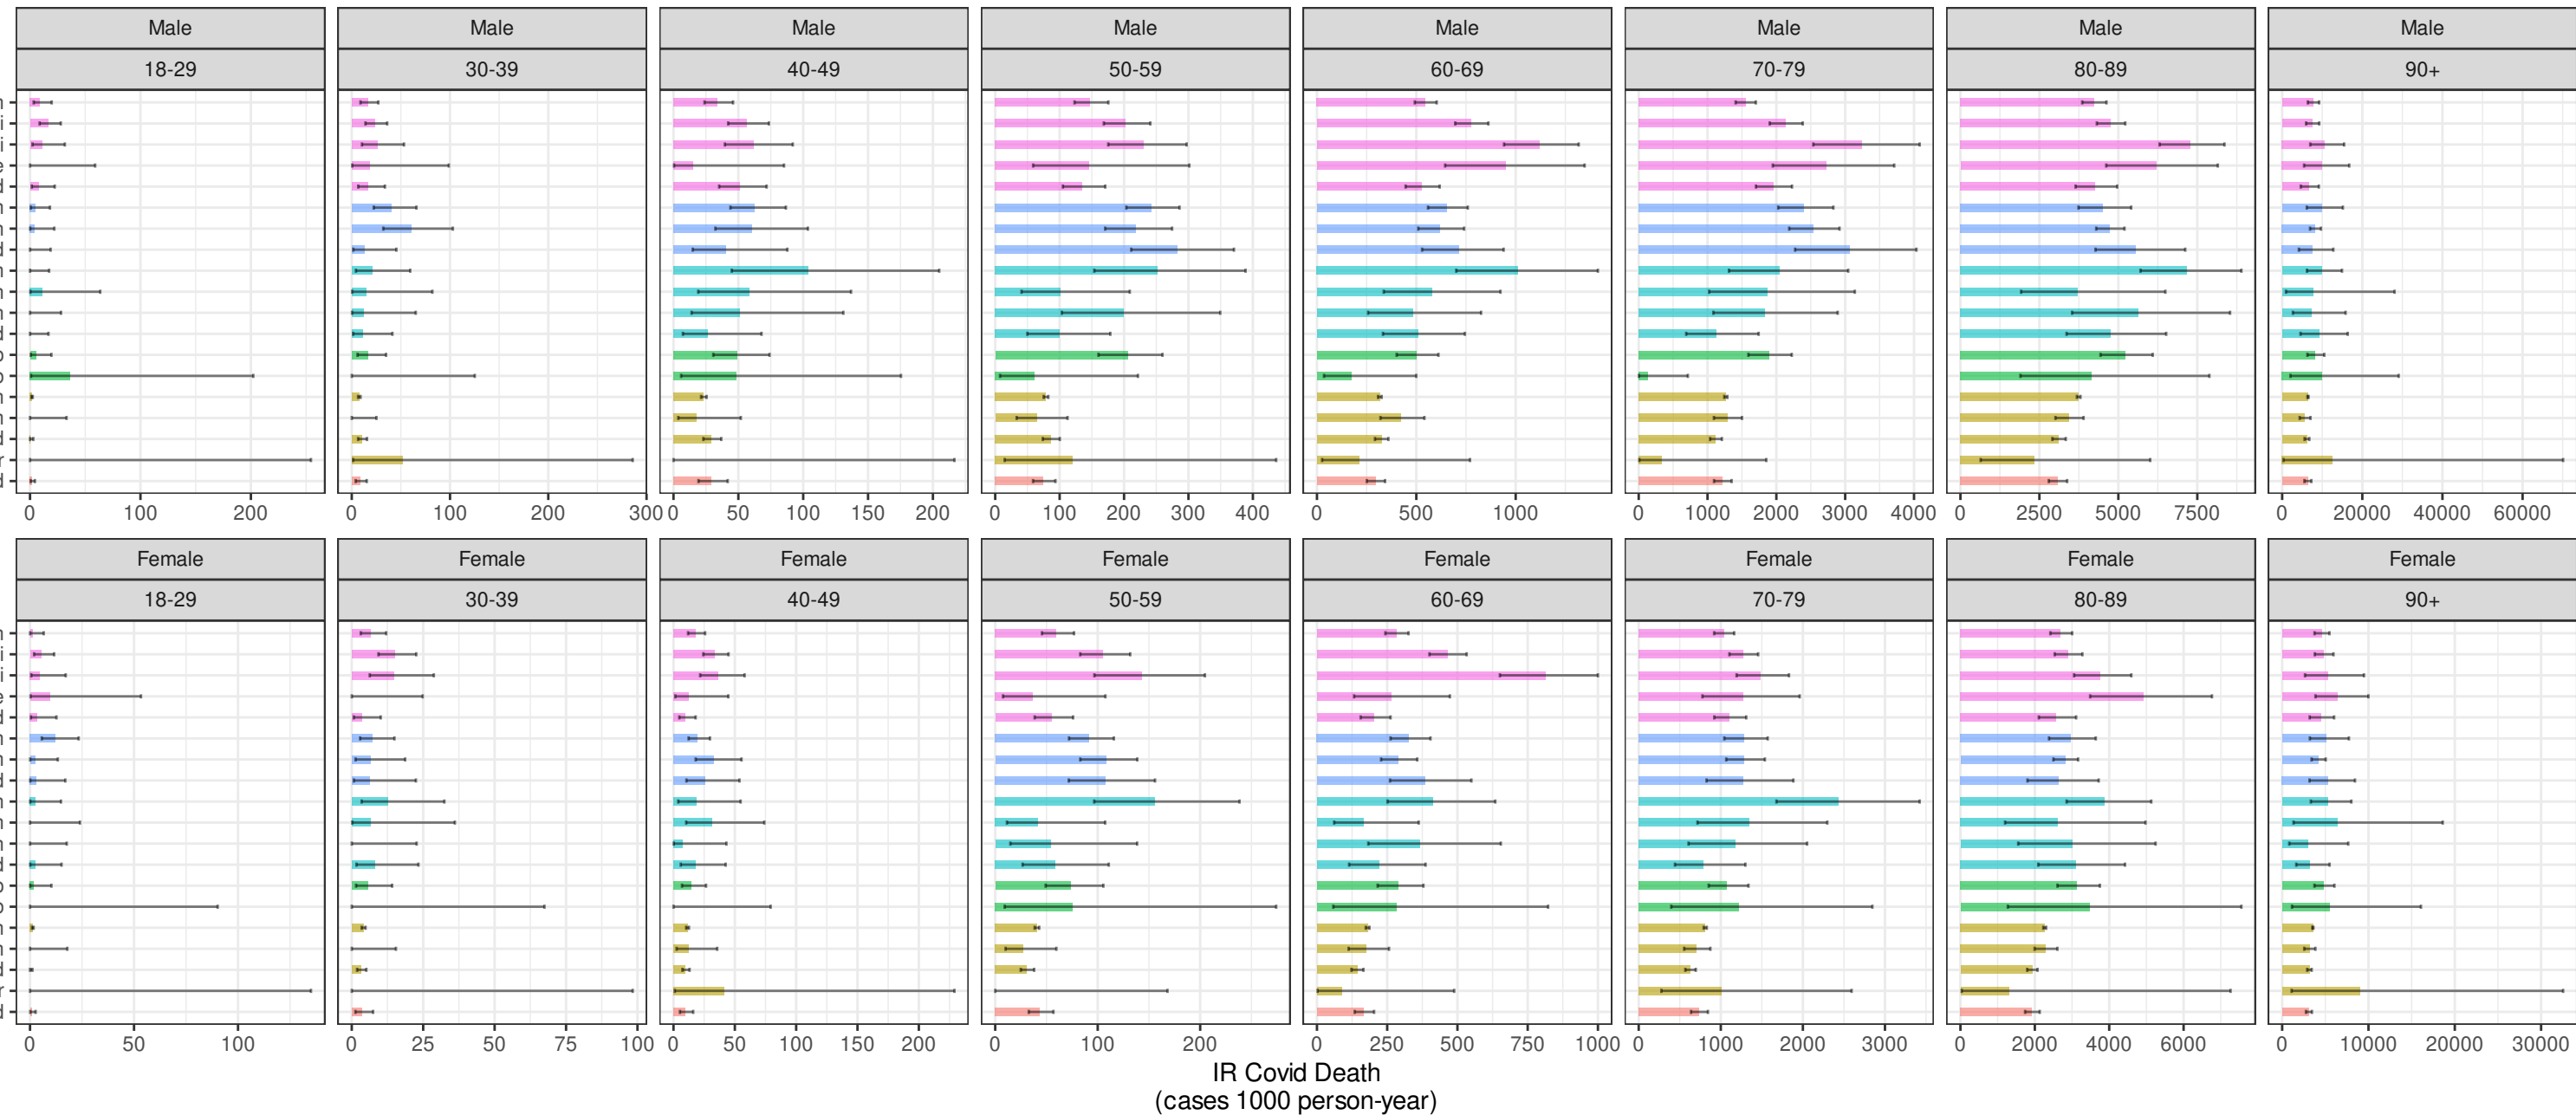 Male Male Male Male Male Male Male Male
18-29 30-39 40-49 50-59 60-69 70-79 80-89 90+
0 100 200 0 100 200 300 0 50 100 150 200 0 100 200 300 400 0 500 1000 0 1000 2000 3000 4000 0 2500 5000 7500 0 20000 40000 60000
Female Female Female Female Female Female Female Female
18-29 30-39 40-49 50-59 60-69 70-79 80-89 90+
0 50 100 0 25 50 75 100 0 50 100 150 200 0 100 200 0 250 500 750 1000 0 1000 2000 3000 0 2000 4000 6000 0 10000 20000 30000
IR Covid Death
(cases 1000 person-year)